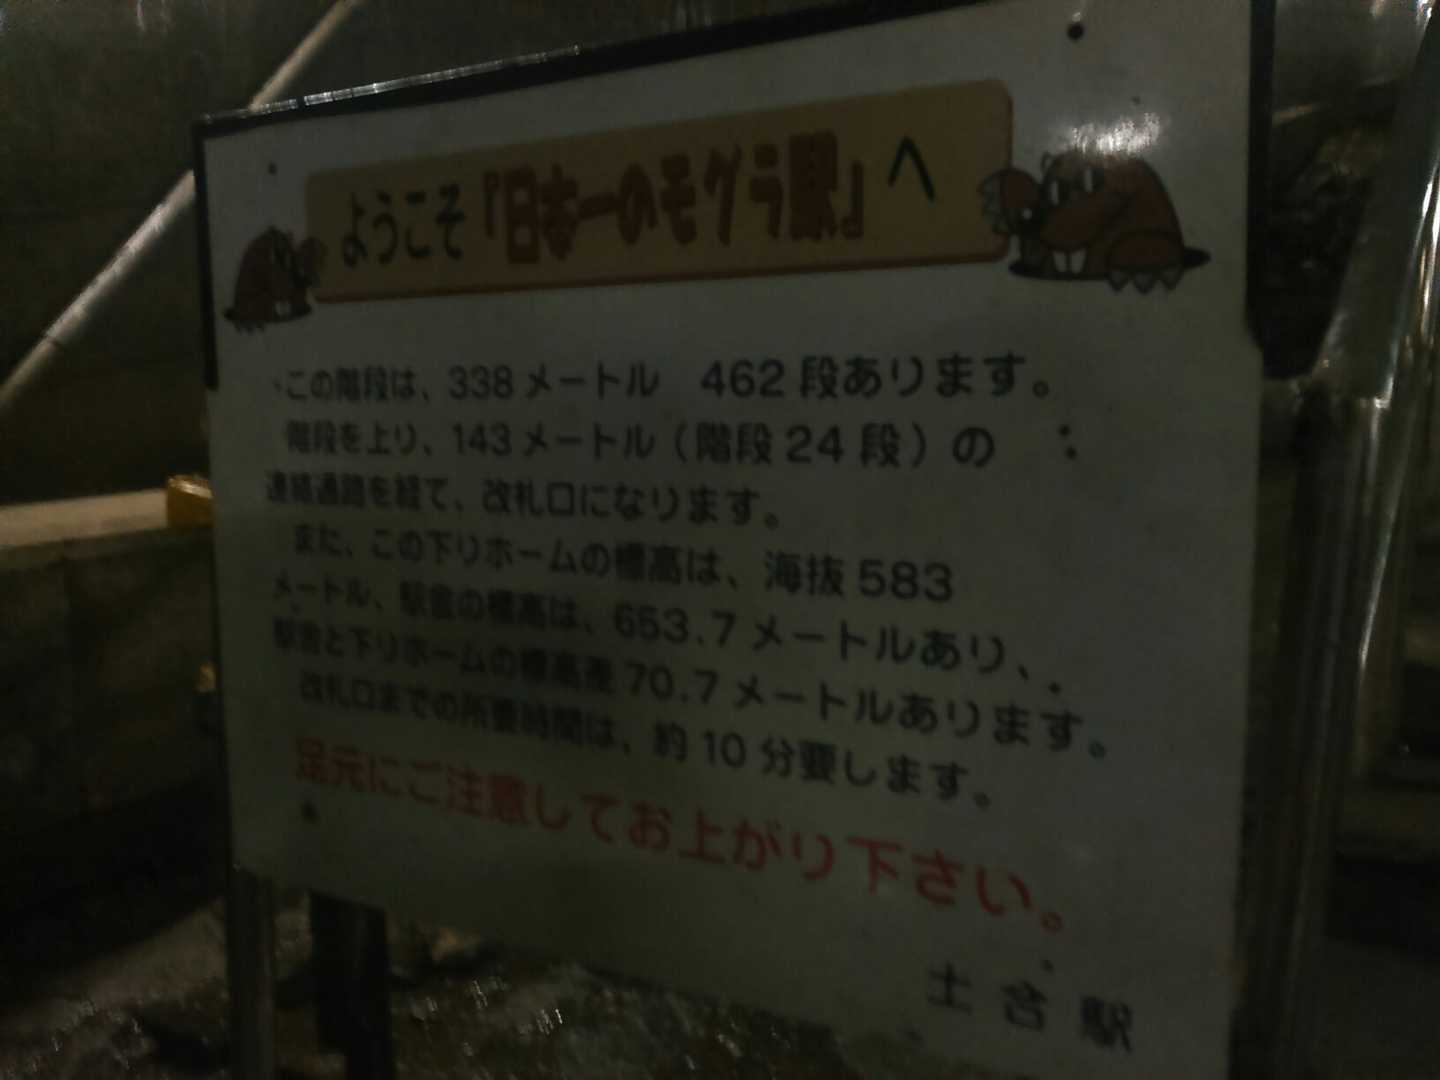 ようこそ『日本一のモグラ駅』へ
この階段は、338メートル 462段あります。
階段を上り、143メートル（階段24段）の
連絡通路を経て、改札口になります。
また、この下りホームの標高は、海抜583
メートル、駅舎の標高は、653.7メートルあり、
駅舎と下りホームの標高差70.7メートルあります。
改札口までの所要時間は、約10分要します。
足元にご注意してお上がり下さい。
土合駅